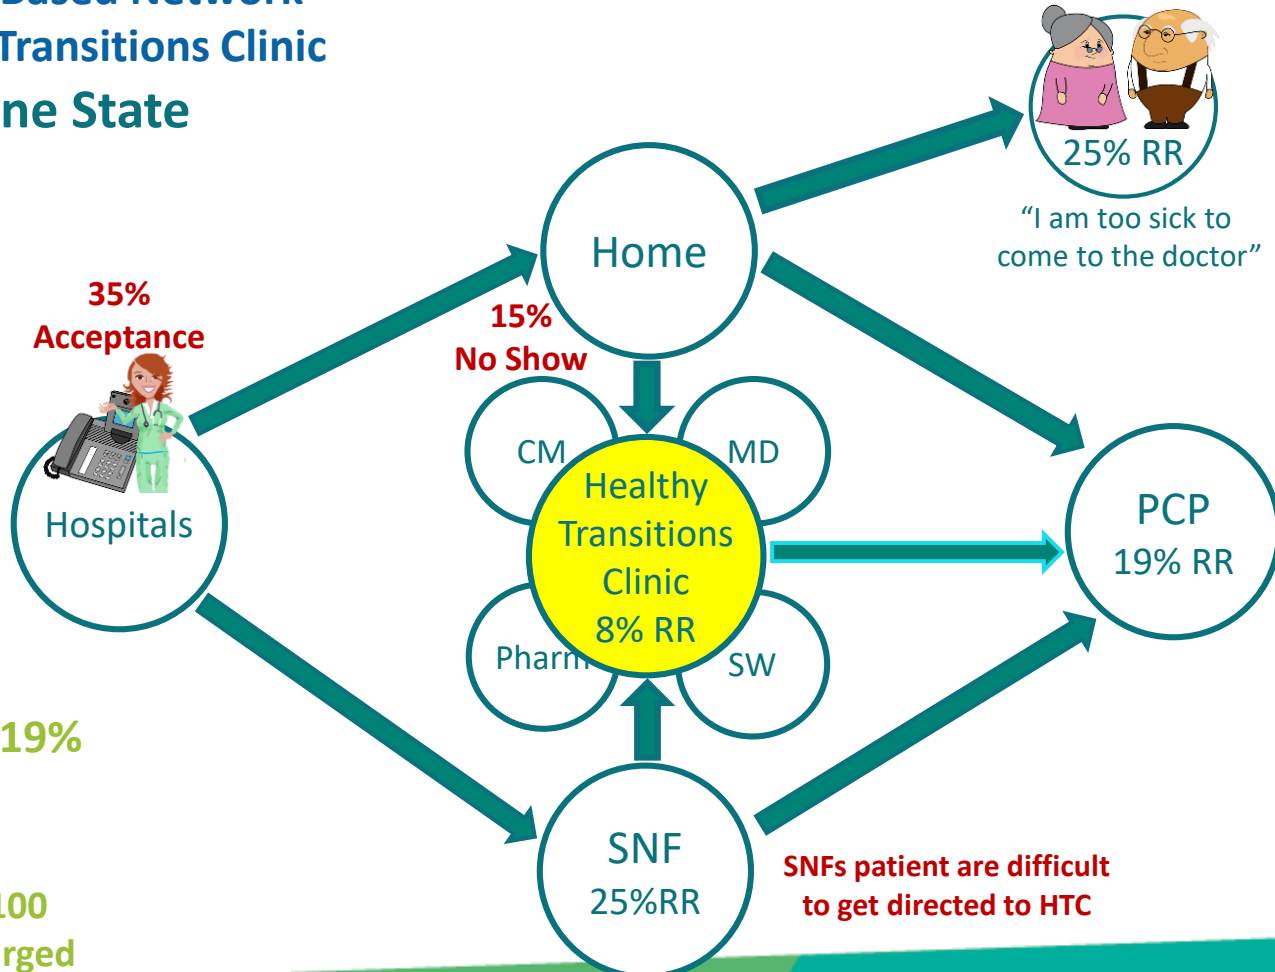 Based Network
Transitions Clinic
ne State
25% RR
“I am too sick to
come to the doctor”
Home
35%
Acceptance
15%
No Show
CM
MD
Healthy
Transitions
Clinic
8% RR
Hospitals
PCP
19% RR
Pharm
SW
19%
SNF
25%RR
SNFs patient are difficult
to get directed to HTC
100
rged